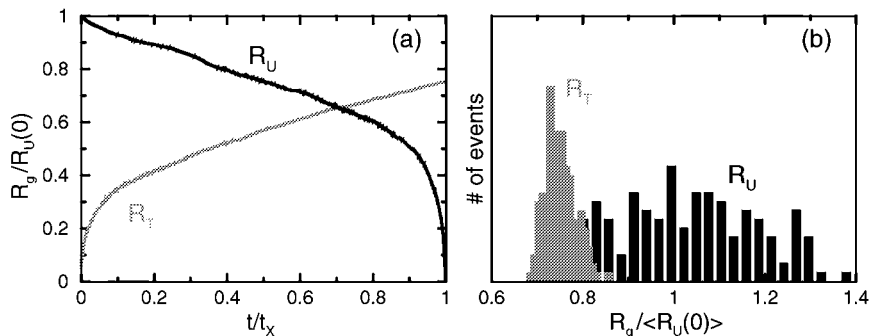 1
0.8
0.6
0.4
0.2
0
R_g/R_U(0)
(a)
R_U
R_T
0 0.2 0.4 0.6 0.8 1
t/t_X
(b)
# of events
R_T
R_U
0.6 0.8 1 1.2 1.4
R_g/<R_U(0)>